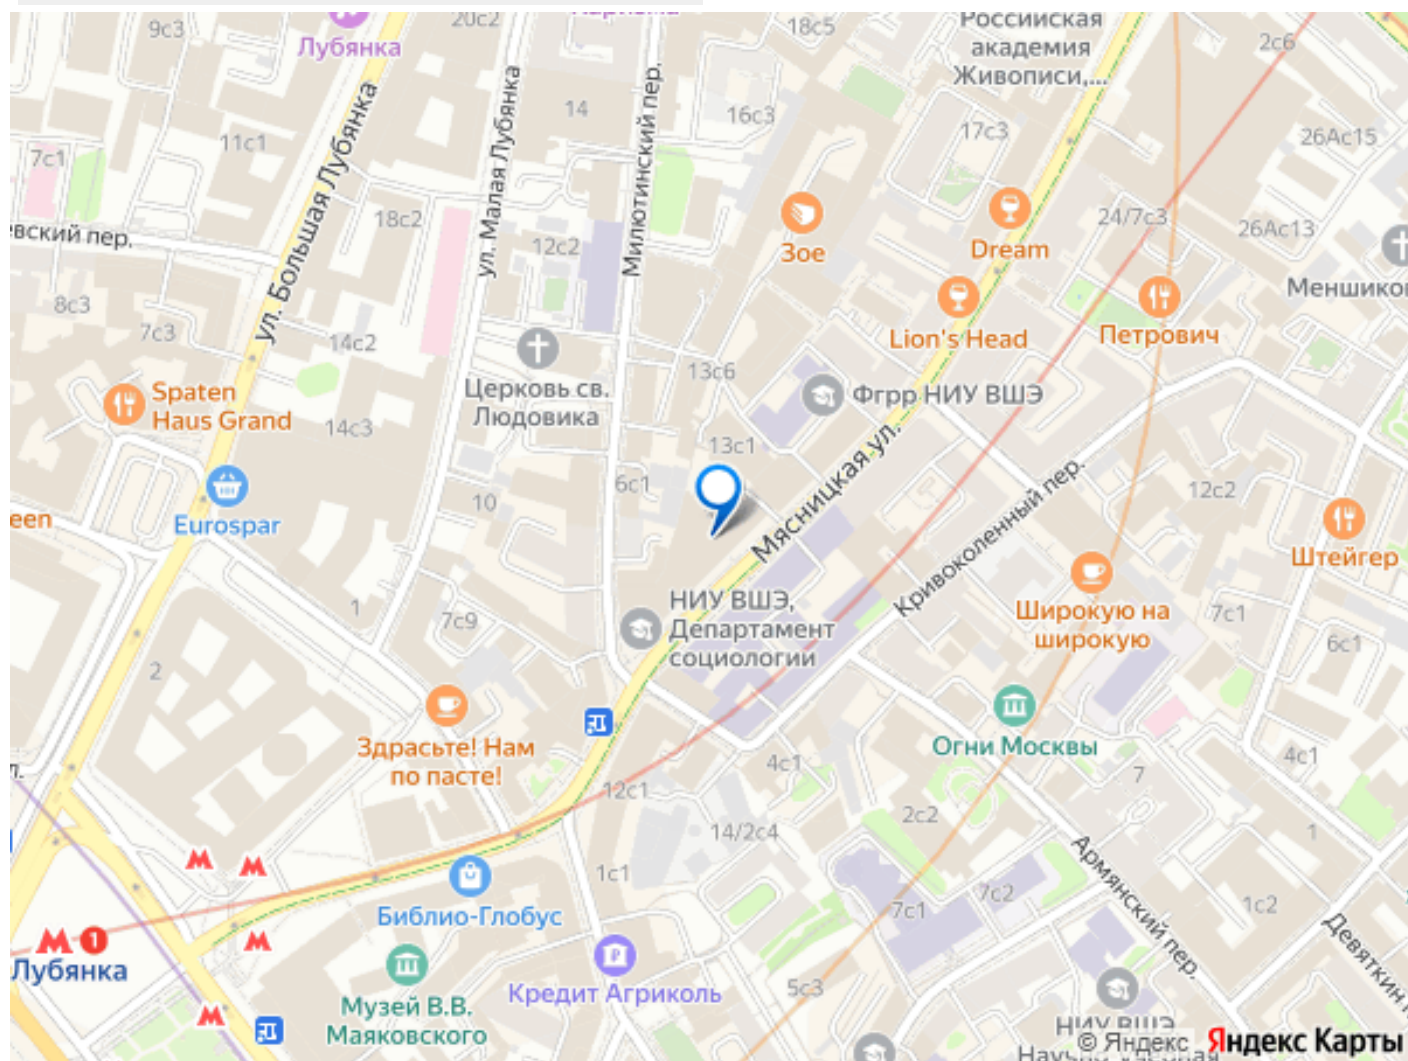 9с3
Лубянка
20с2
18с5
Российская
академия
Живописи,...
2с6
7с1
11с1
14
16с3
17с3
26Ас15
ул. Большая Лубянка
ул. Малая Лубянка
Милютинский пер.
евский пер.
18с2
12с2
Зое
Dream
24/7с3
26Ас13
8с3
7с3
14с2
Lion's Head
Петрович
Меншиков
Spaten
Haus Grand
14с3
Церковь св.
Людовика
13с6
Фгрр НИУ ВШЭ
13с1
Мясницкая ул.
een
Eurospar
10
6с1
12с2
Штейгер
Кривоколенный пер.
1
7с9
НИУ ВШЭ,
Департамент
социологии
Широкую на
широкую
7с1
6с1
2
Здрасьте! Нам
по пасте!
Огни Москвы
л.
12с1
4с1
7
4с1
14/2с4
2с2
1
Армянский пер.
1с1
Библио-Глобус
7с1
7с2
1с2
Девяткин п
1
Лубянка
Музей В.В.
Маяковского
Кредит Агриколь
5с3
НИУ ВШЭ
© Яндекс Яндекс Карты